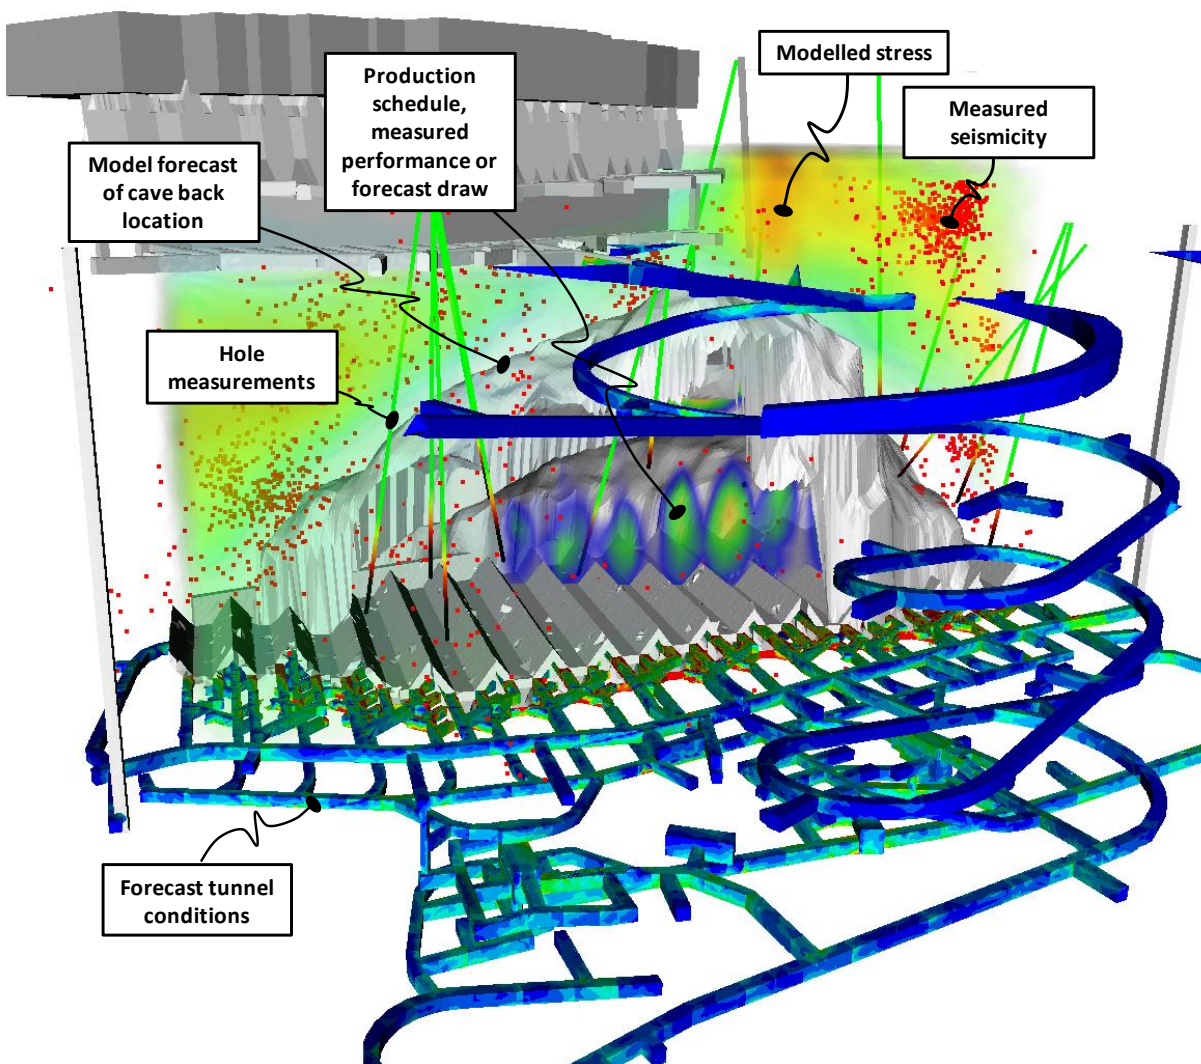 Modelled stress
Production
schedule,
measured
performance or
forecast draw
Measured
seismicity
Model forecast
of cave back
location
Hole
measurements
Forecast tunnel
conditions